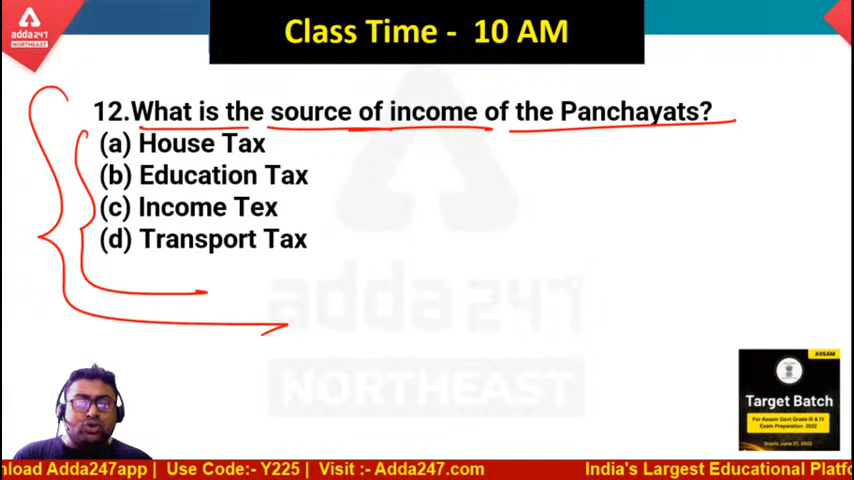 Class Time - 10 AM
adda247
NORTHEAST
12.What is the source of income of the Panchayats?
(a) House Tax
(b) Education Tax
(c) Income Tex
(d) Transport Tax
adda247
NORTHEAST
ASSAM
Target Batch
For Assam Govt Grade III & IV
Exam Preparation 2022
nload Adda247app | Use Code:- Y225 | Visit :- Adda247.com
India's Largest Educational Platfo